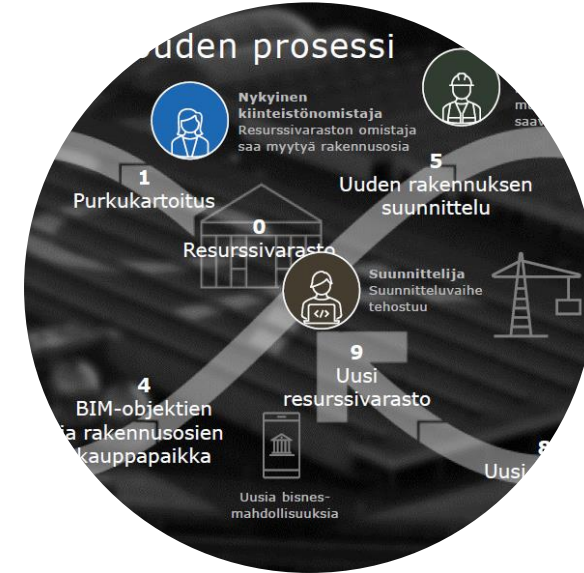 uden prosessi
Nykyinen
kiinteistönomistaja
Resurssivaraston omistaja
saa myytyä rakennusosia
1
Purkukartoitus
5
Uuden rakennuksen
suunnittelu
0
Resurssivarasto
Suunnittelija
Suunnitteluvaihe
tehostuu
9
Uusi
resurssivarasto
4
BIM-objektien
ja rakennusosien
kauppapaikka
8
Uusi
Uusia bisnes-
mahdollisuuksia